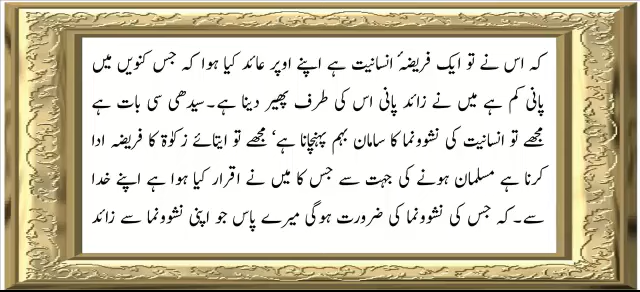 کہ اس نے تو ایک فریضۂ انسانیت ہے اپنے اوپر عائد کیا ہوا کہ جس کنویں میں
پانی کم ہے میں نے زائد پانی اس کی طرف پھیر دینا ہے۔سیدھی سی بات ہے
مجھے تو انسانیت کی نشوونما کا سامان بہم پہنچانا ہے‘ مجھے تو ایتائے زکوٰۃ کا فریضہ ادا
کرنا ہے مسلمان ہونے کی جہت سے جس کا میں نے اقرار کیا ہوا ہے اپنے خدا
سے۔کہ جس کی نشوونما کی ضرورت ہوگی میرے پاس جو اپنی نشوونما سے زائد